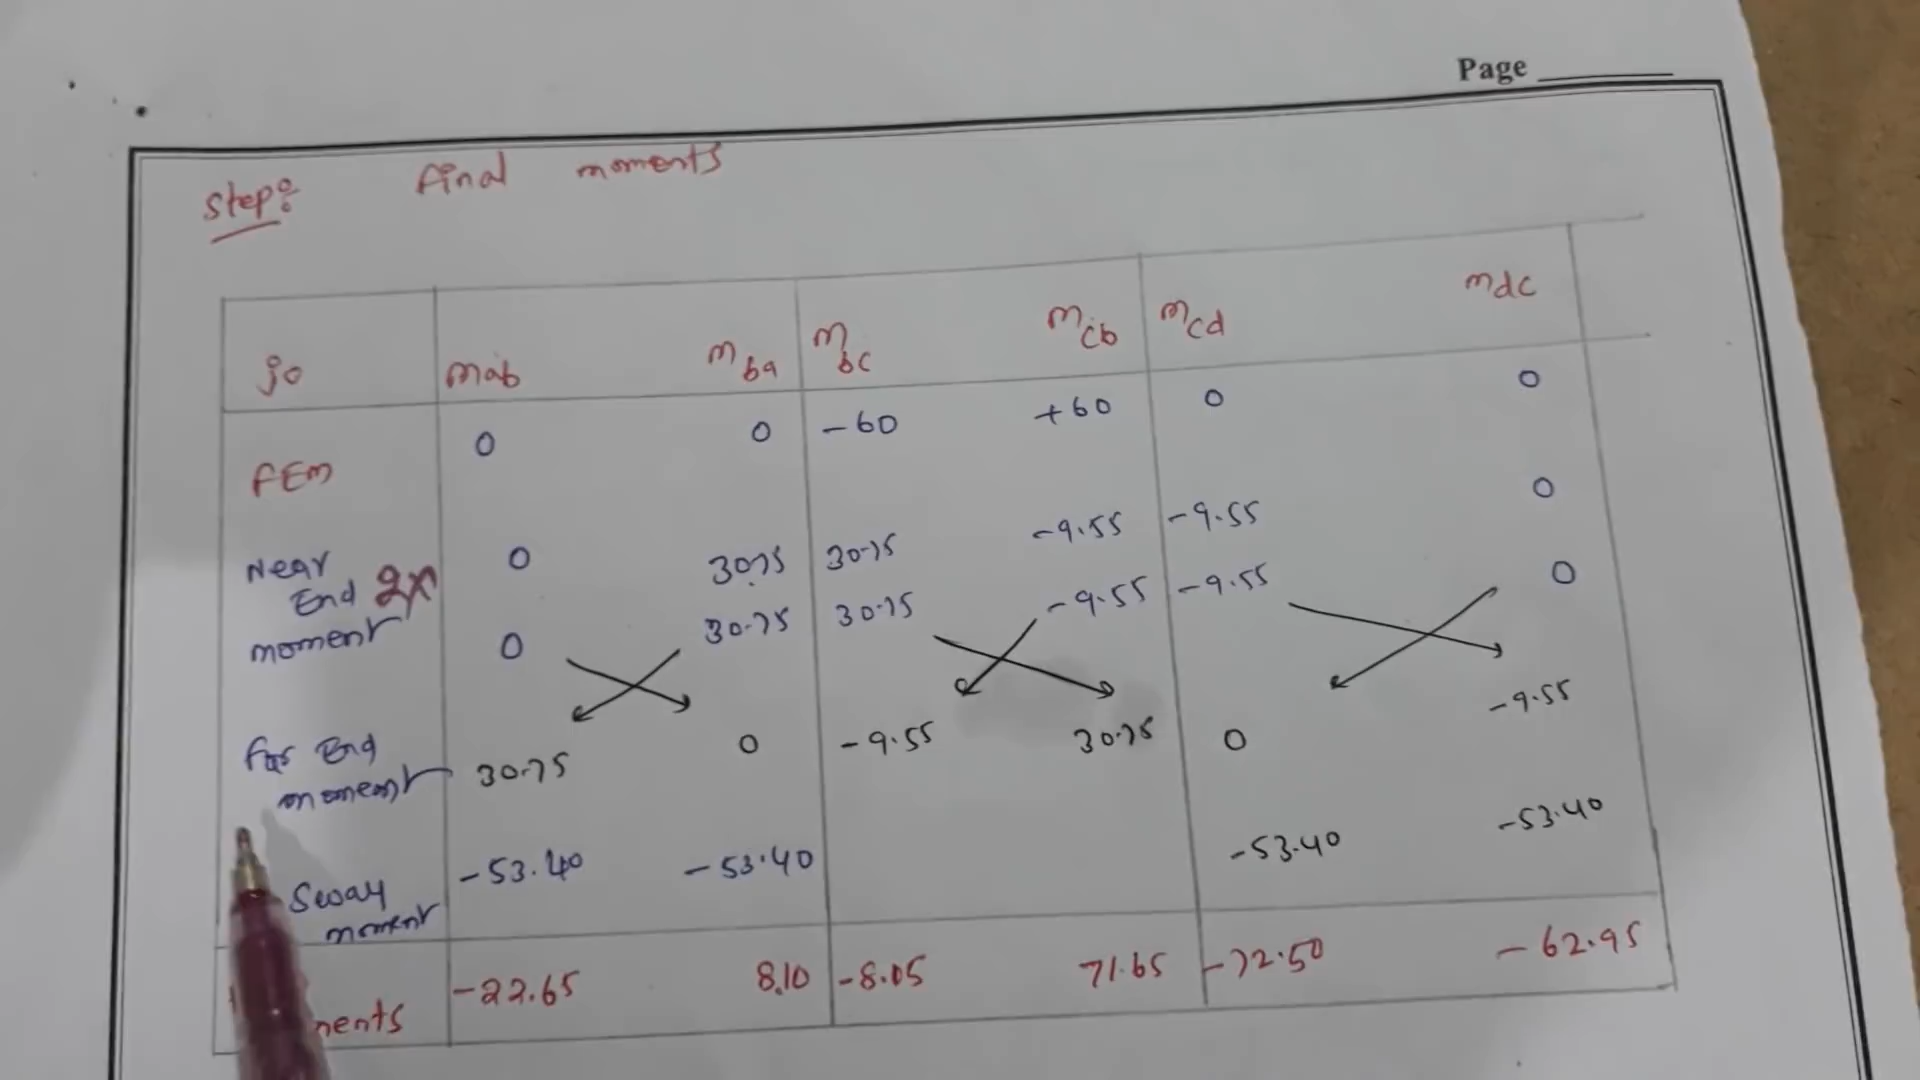 Page
Step: final moments
jo mab mba mbc mcb mcd mdc
FEM 0 0 -60 +60 0 0
Near End moment 2x
0 30.75 30.75 -9.55 -9.55 0
0 30.75 30.75 -9.55 -9.55 0
far End moment
30.75 0 -9.55 30.75 0 -9.55
Sway moment
-53.40 -53.40 -53.40 -53.40
-22.65 8.10 -8.05 71.65 -72.50 -62.95